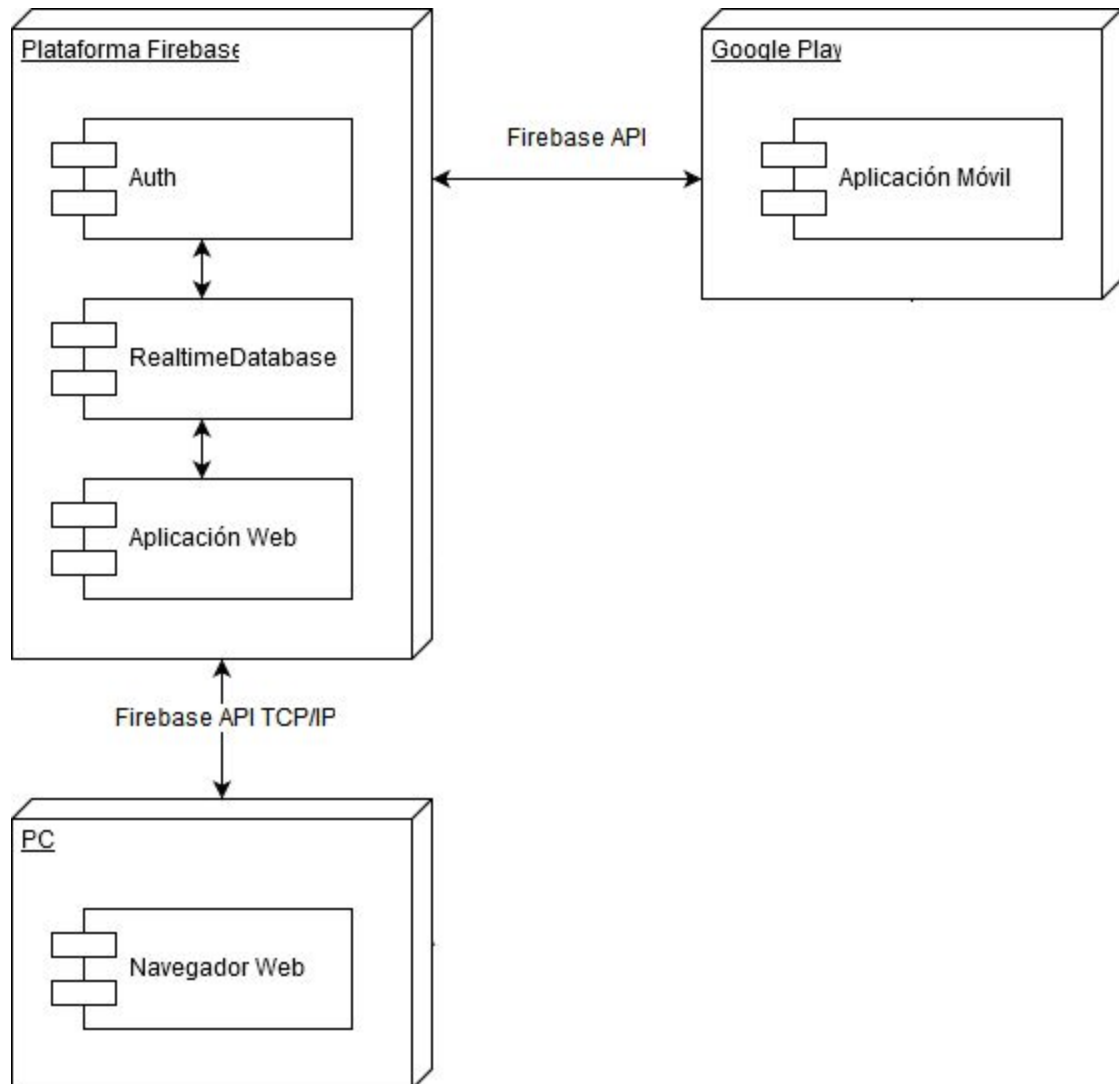 Plataforma Firebase
Google Play
Auth
Firebase API
Aplicación Móvil
RealtimeDatabase
Aplicación Web
Firebase API TCP/IP
PC
Navegador Web